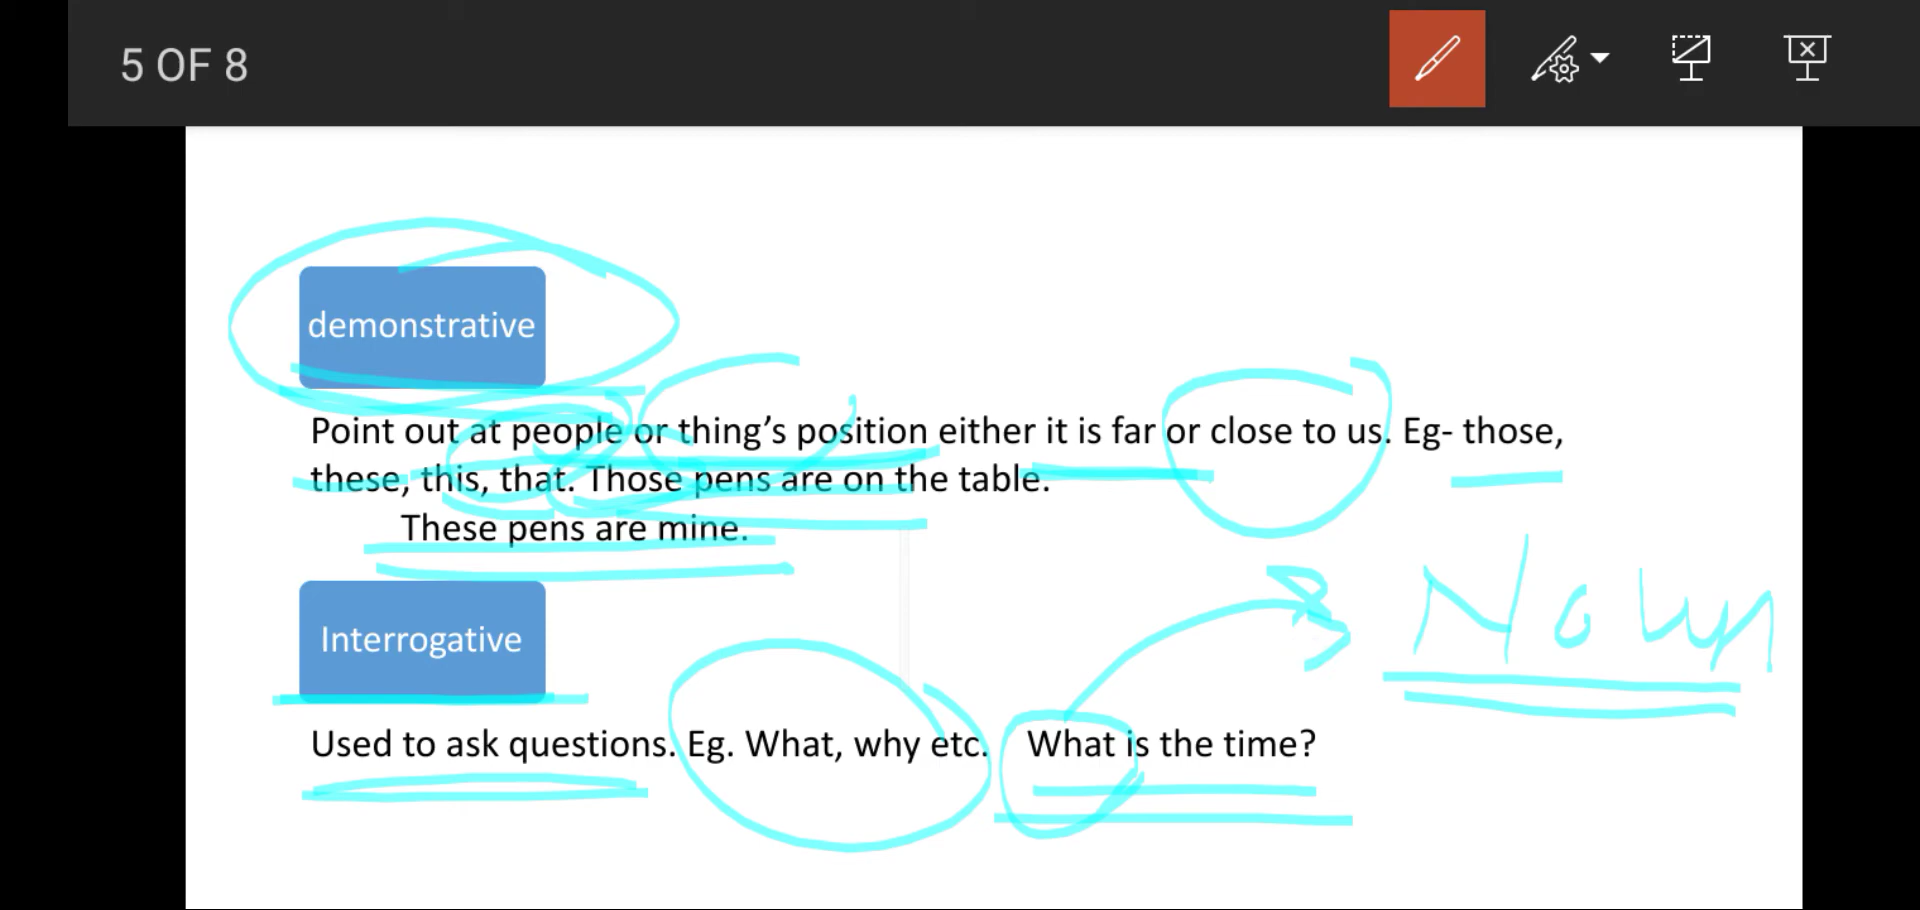 5 OF 8
demonstrative
Point out at people or thing's position either it is far or close to us. Eg- those,
these, this, that. Those pens are on the table.
These pens are mine.
Noun
Interrogative
Used to ask questions. Eg. What, why etc. What is the time?